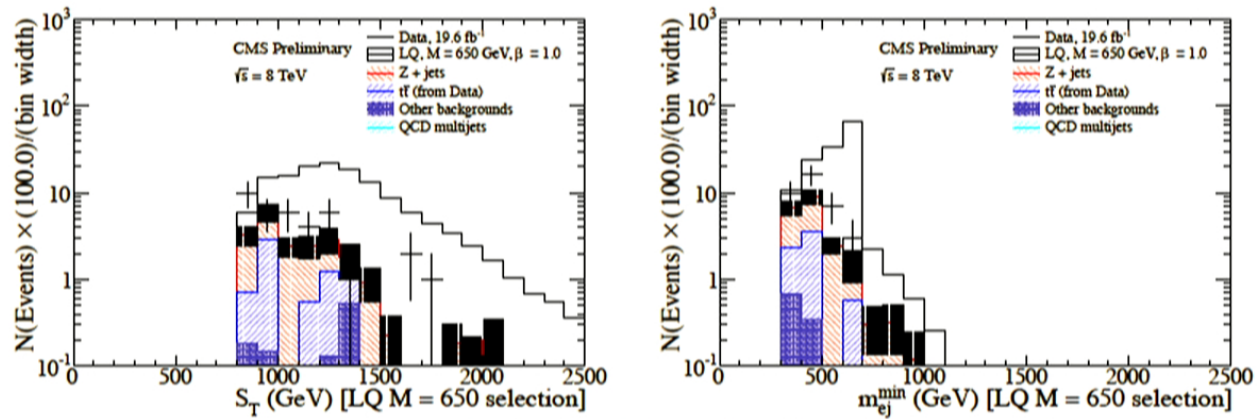 N(Events) × (100.0)/(bin width)
10³
10²
10
1
10⁻¹
CMS Preliminary
√s = 8 TeV
Data, 19.6 fb⁻¹
LQ, M = 650 GeV, β = 1.0
Z + jets
tt̄ (from Data)
Other backgrounds
QCD multijets
0 500 1000 1500 2000 2500
S_T (GeV) [LQ M = 650 selection]
N(Events) × (100.0)/(bin width)
10³
10²
10
1
10⁻¹
CMS Preliminary
√s = 8 TeV
Data, 19.6 fb⁻¹
LQ, M = 650 GeV, β = 1.0
Z + jets
tt̄ (from Data)
Other backgrounds
QCD multijets
0 500 1000 1500 2000 2500
m_ej^min (GeV) [LQ M = 650 selection]